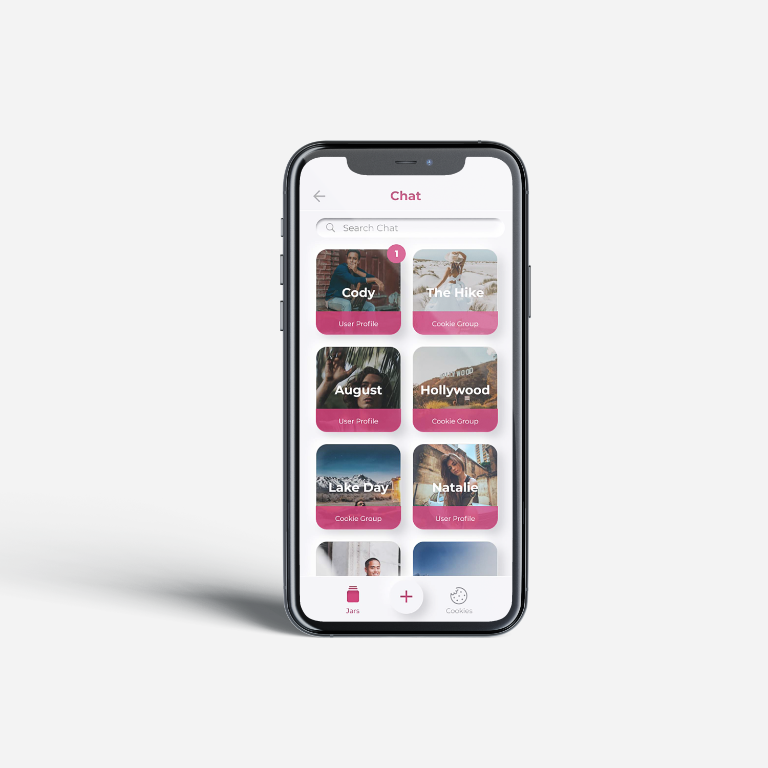 Chat
Search Chat
1
Cody
User Profile
The Hike
Cookie Group
August
User Profile
HOLLYWOOD
Hollywood
Cookie Group
Lake Day
Cookie Group
Natalie
User Profile
Jars
+
Cookies